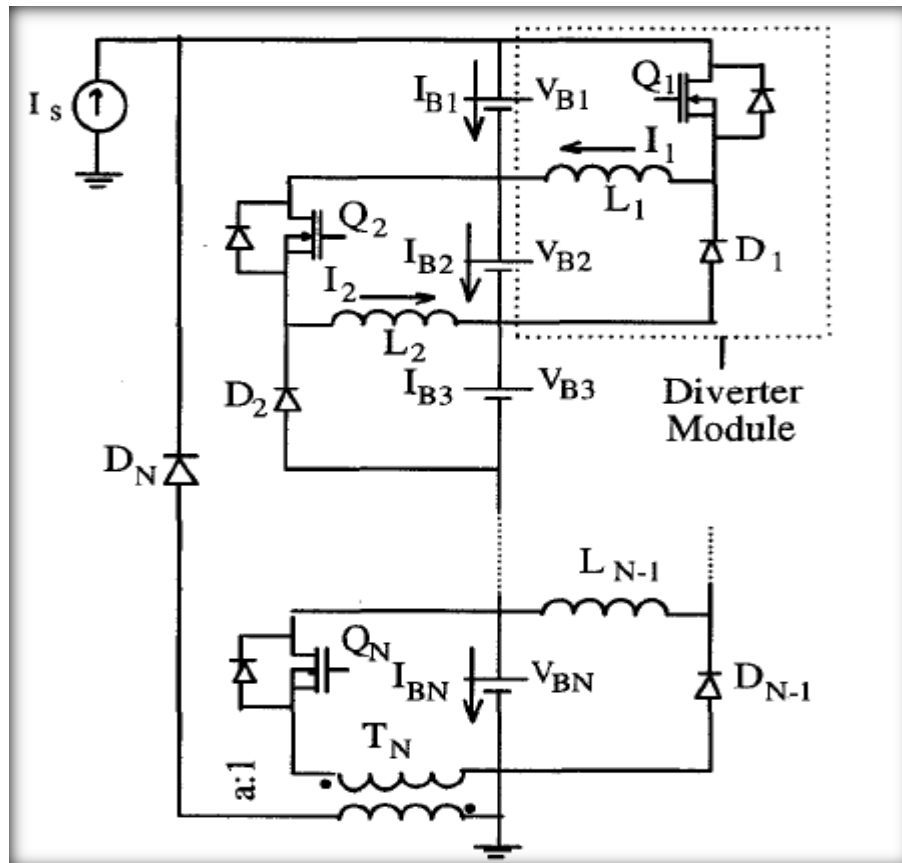 I s
I B1
V B1
Q 1
I 1
L 1
Q 2
I B2
V B2
D 1
I 2
L 2
D 2
I B3
V B3
Diverter
Module
D N
L N-1
Q N
I BN
V BN
D N-1
T N
a:1